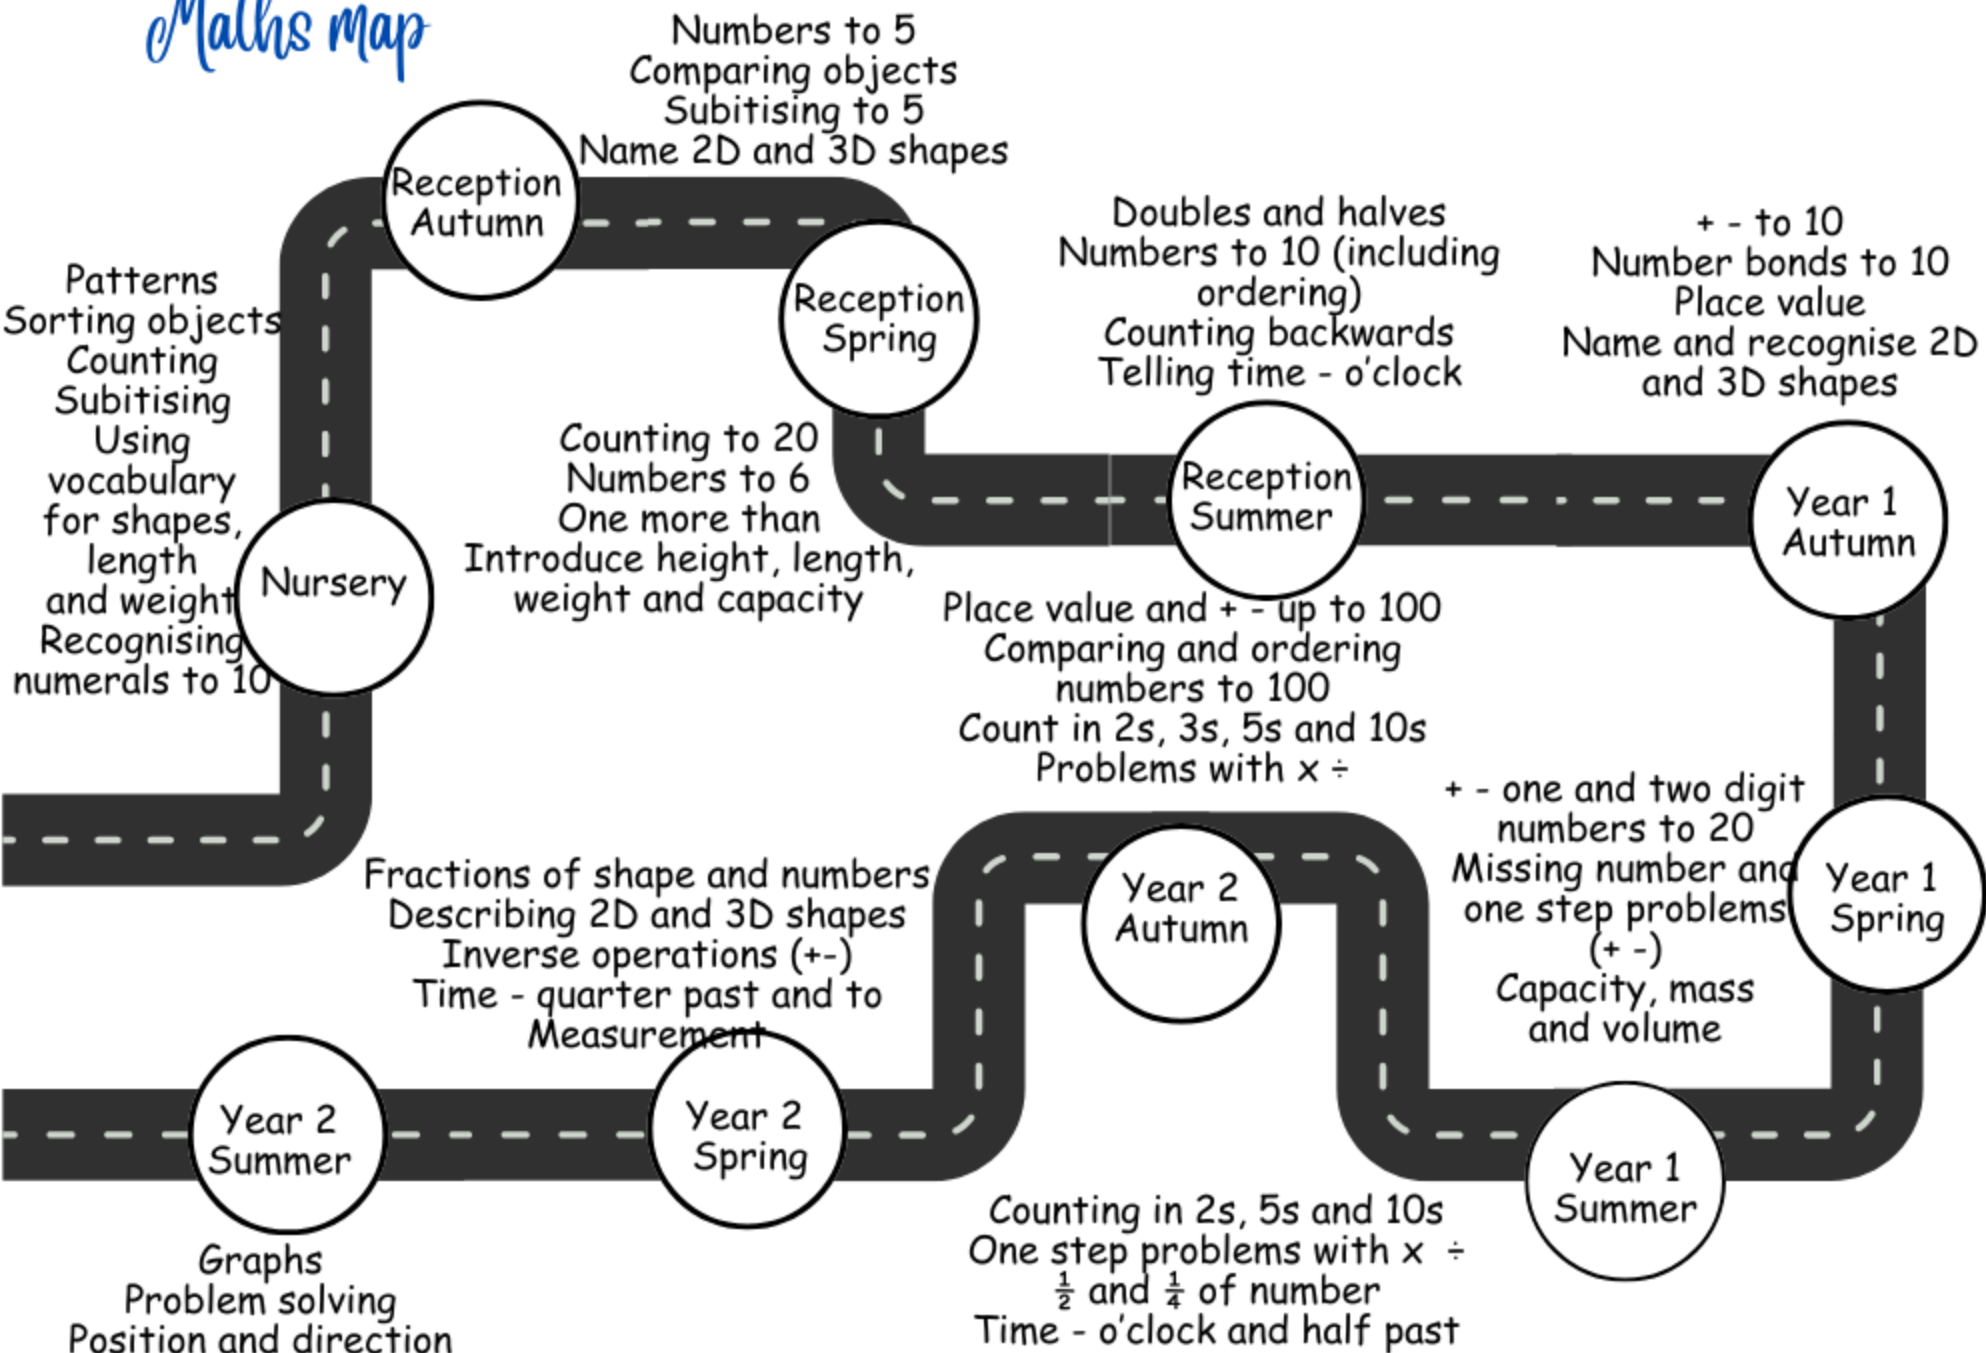 Maths map
Numbers to 5
Comparing objects
Subitising to 5
Name 2D and 3D shapes
Reception
Autumn
Patterns
Sorting objects
Counting
Subitising
Using
vocabulary
for shapes,
length
and weight
Recognising
numerals to 10
Nursery
Reception
Spring
Counting to 20
Numbers to 6
One more than
Introduce height, length,
weight and capacity
Doubles and halves
Numbers to 10 (including
ordering)
Counting backwards
Telling time - o'clock
Reception
Summer
+ - to 10
Number bonds to 10
Place value
Name and recognise 2D
and 3D shapes
Year 1
Autumn
Place value and + - up to 100
Comparing and ordering
numbers to 100
Count in 2s, 3s, 5s and 10s
Problems with x ÷
Year 2
Autumn
+ - one and two digit
numbers to 20
Missing number and
one step problems
(+ -)
Capacity, mass
and volume
Year 1
Spring
Fractions of shape and numbers
Describing 2D and 3D shapes
Inverse operations (+-)
Time - quarter past and to
Measurement
Year 2
Spring
Year 2
Summer
Graphs
Problem solving
Position and direction
Year 1
Summer
Counting in 2s, 5s and 10s
One step problems with x ÷
½ and ¼ of number
Time - o'clock and half past